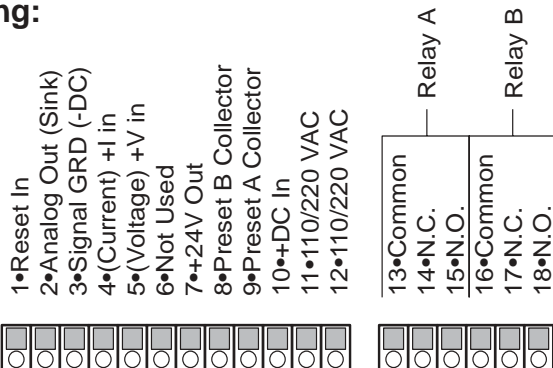 ng:
1•Reset In
2•Analog Out (Sink)
3•Signal GRD (-DC)
4•(Current) +I in
5•(Voltage) +V in
6•Not Used
7•+24V Out
8•Preset B Collector
9•Preset A Collector
10•+DC In
11•110/220 VAC
12•110/220 VAC
13•Common
14•N.C.
15•N.O.
16•Common
17•N.C.
18•N.O.
Relay A
Relay B